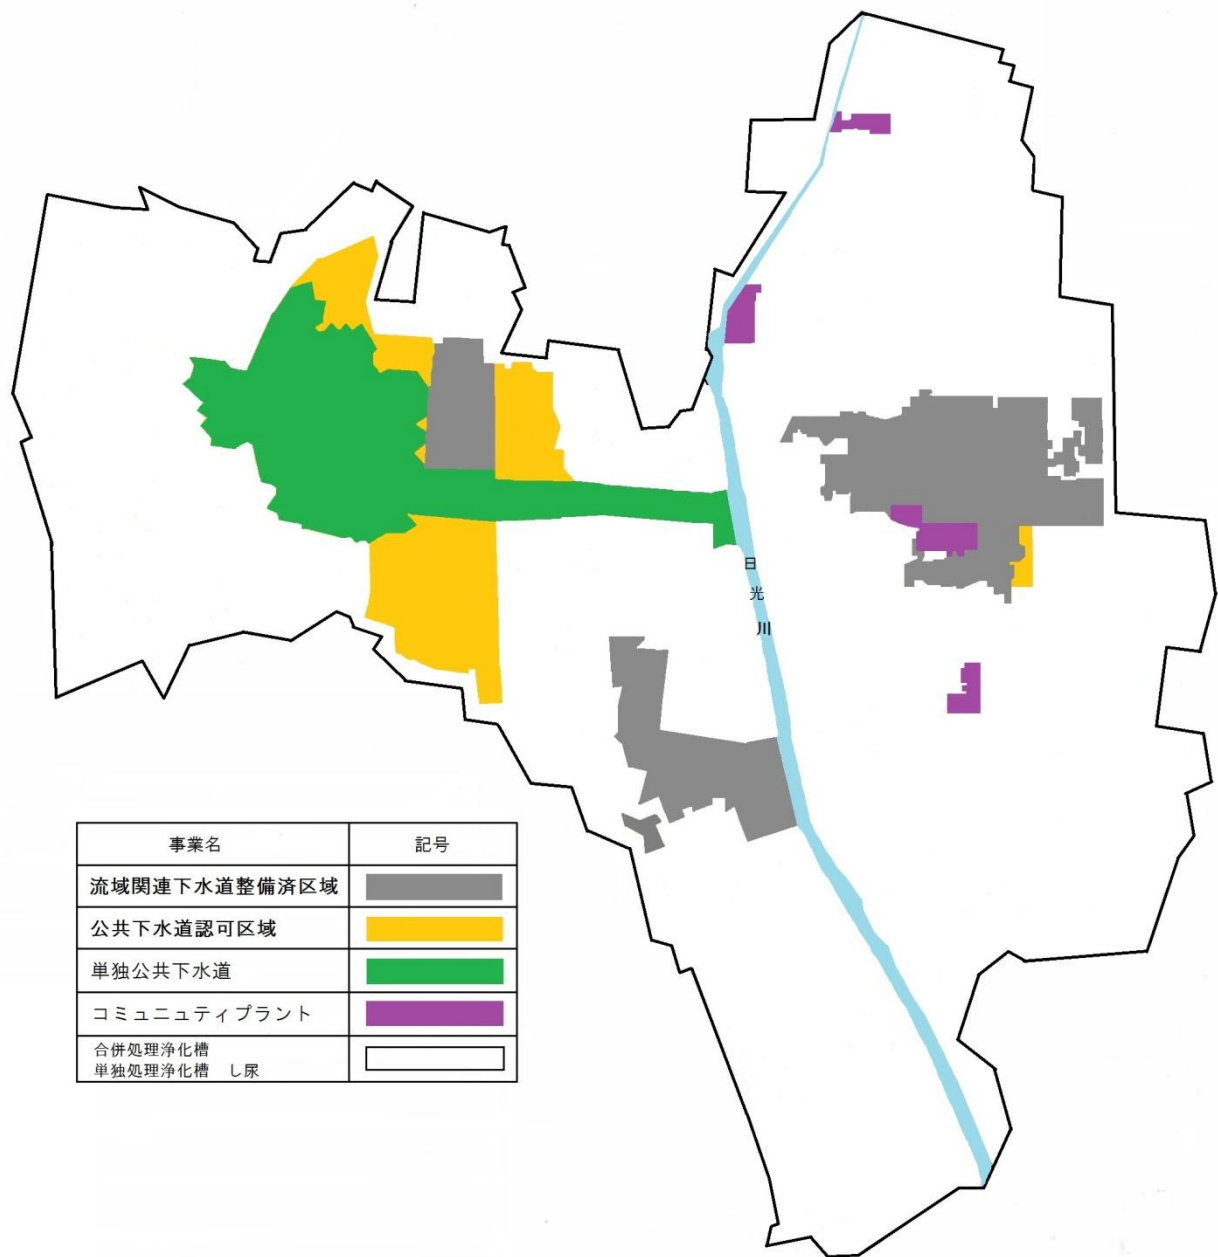 日
光
川
事業名 記号
流域関連下水道整備済区域
公共下水道認可区域
単独公共下水道
コミュニュティプラント
合併処理浄化槽
単独処理浄化槽 し尿